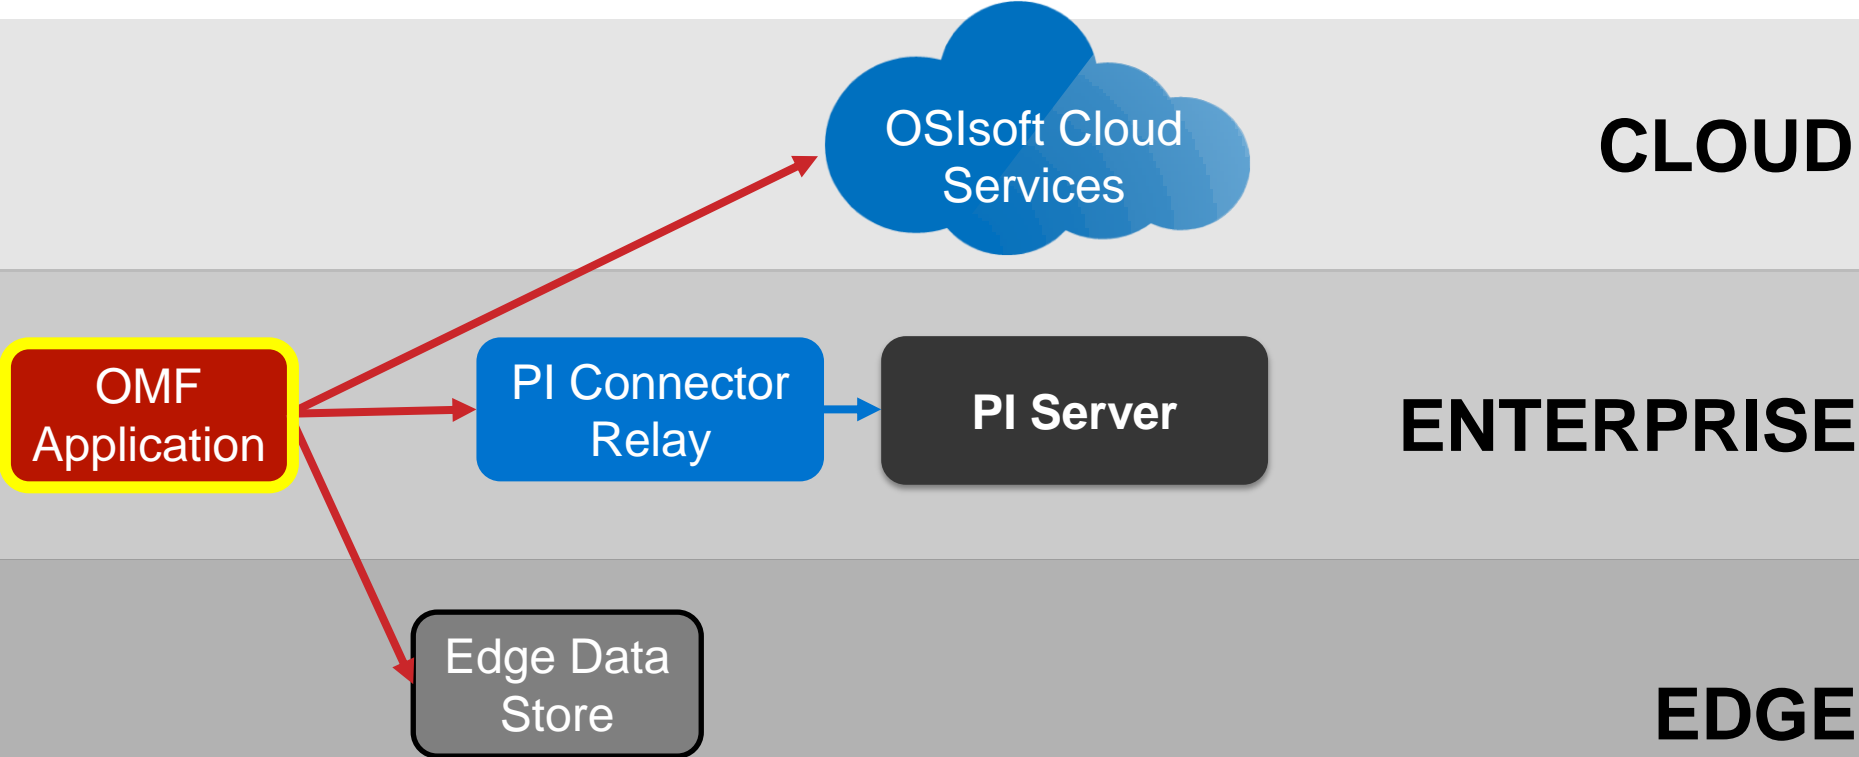 OSIsoft Cloud
Services
CLOUD
OMF
Application
PI Connector
Relay
PI Server
ENTERPRISE
Edge Data
Store
EDGE